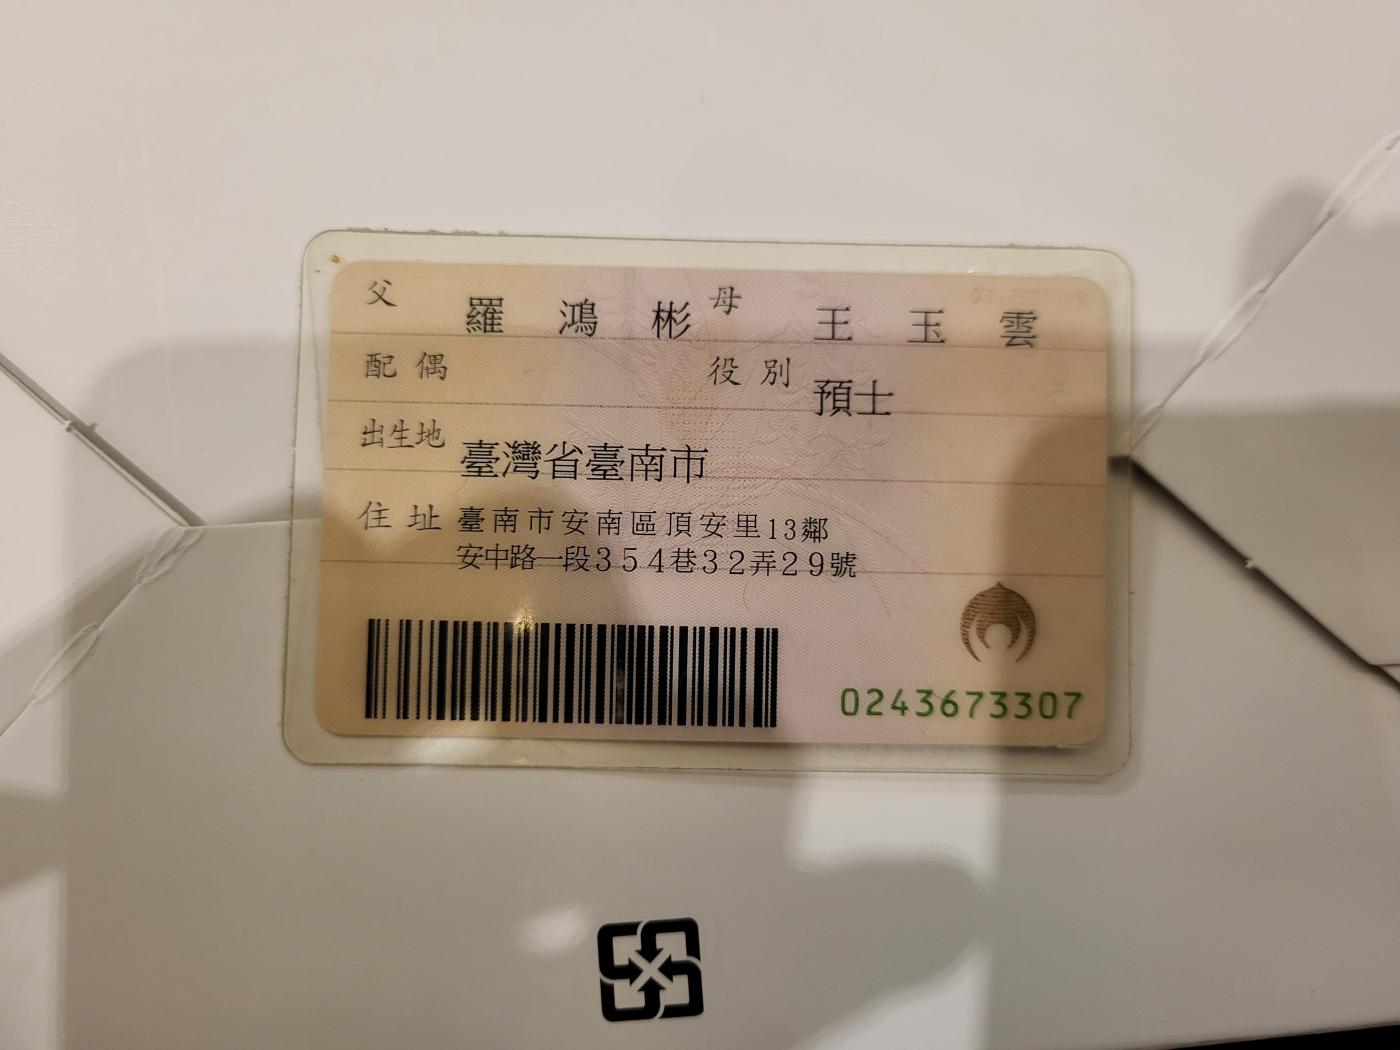 父 羅鴻彬 母 王玉雲
配偶 役別 預士
出生地 臺灣省臺南市
住址 臺南市安南區頂安里13鄰
安中路一段354巷32弄29號
0243673307